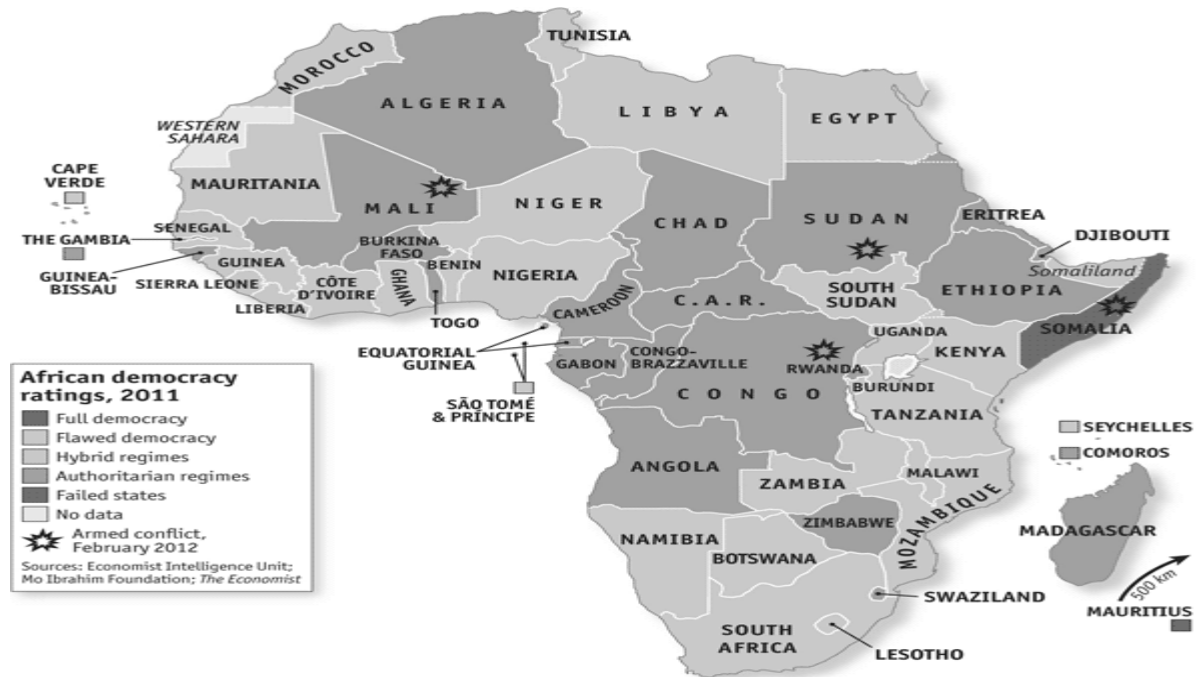 TUNISIA
MOROCCO
ALGERIA
LIBYA
EGYPT
WESTERN
SAHARA
CAPE
VERDE
MAURITANIA
MALI
NIGER
CHAD
SUDAN
ERITREA
SENEGAL
THE GAMBIA
BURKINA
FASO
DJIBOUTI
GUINEA-
BISSAU
GUINEA
BENIN
NIGERIA
Somaliland
SIERRA LEONE
CÔTE
D'IVOIRE
GHANA
SOUTH
SUDAN
ETHIOPIA
LIBERIA
TOGO
CAMEROON
C.A.R.
SOMALIA
EQUATORIAL
GUINEA
GABON
CONGO-
BRAZZAVILLE
RWANDA
UGANDA
KENYA
BURUNDI
SÃO TOMÉ
& PRÍNCIPE
CONGO
TANZANIA
SEYCHELLES
COMOROS
ANGOLA
ZAMBIA
MALAWI
MOZAMBIQUE
ZIMBABWE
MADAGASCAR
NAMIBIA
BOTSWANA
500 km
SWAZILAND
MAURITIUS
SOUTH
AFRICA
LESOTHO
African democracy
ratings, 2011
Full democracy
Flawed democracy
Hybrid regimes
Authoritarian regimes
Failed states
No data
Armed conflict,
February 2012
Sources: Economist Intelligence Unit;
Mo Ibrahim Foundation; The Economist